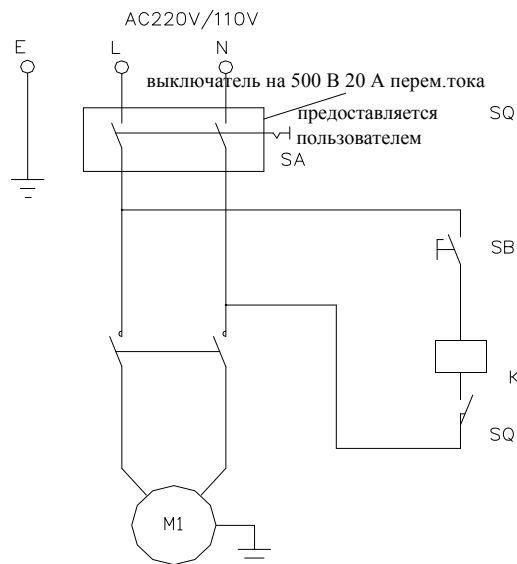 AC220V/110V
E
L
N
выключатель на 500 В 20 А перем.тока
предоставляется
пользователем
SA
SQ
SB
K
SQ
M1